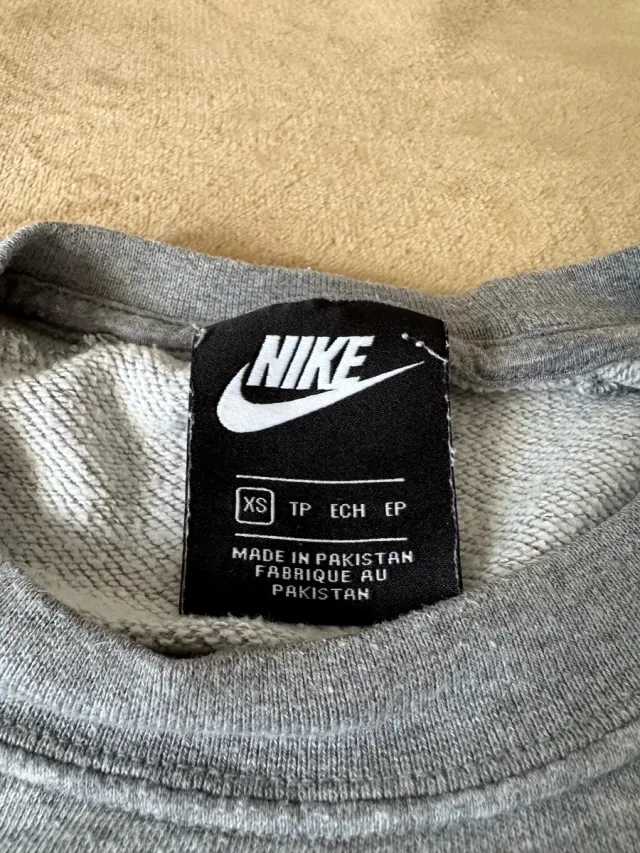 NIKE
XS TP ECH EP
MADE IN PAKISTAN
FABRIQUE AU
PAKISTAN